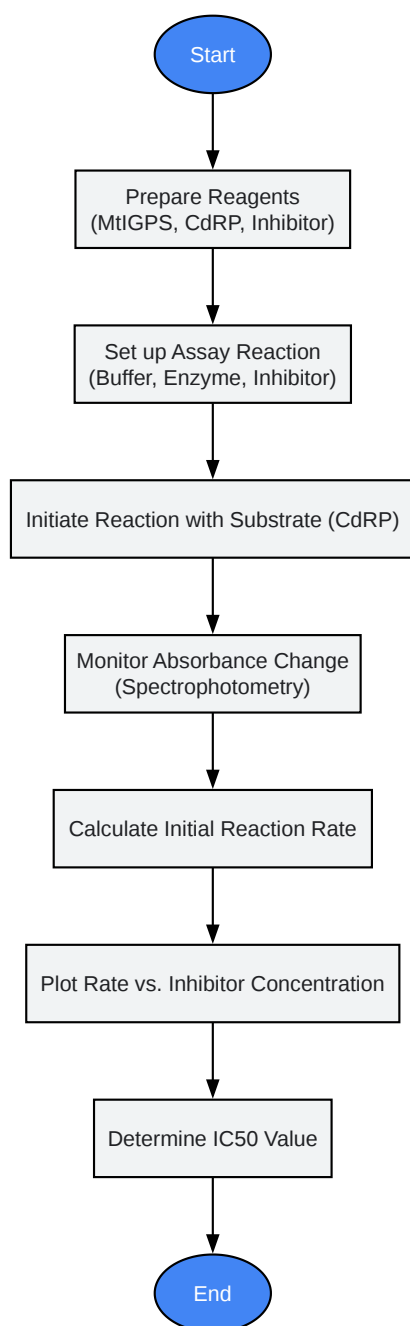 Start
Prepare Reagents
(MtIGPS, CdRP, Inhibitor)
Set up Assay Reaction
(Buffer, Enzyme, Inhibitor)
Initiate Reaction with Substrate (CdRP)
Monitor Absorbance Change
(Spectrophotometry)
Calculate Initial Reaction Rate
Plot Rate vs. Inhibitor Concentration
Determine IC50 Value
End